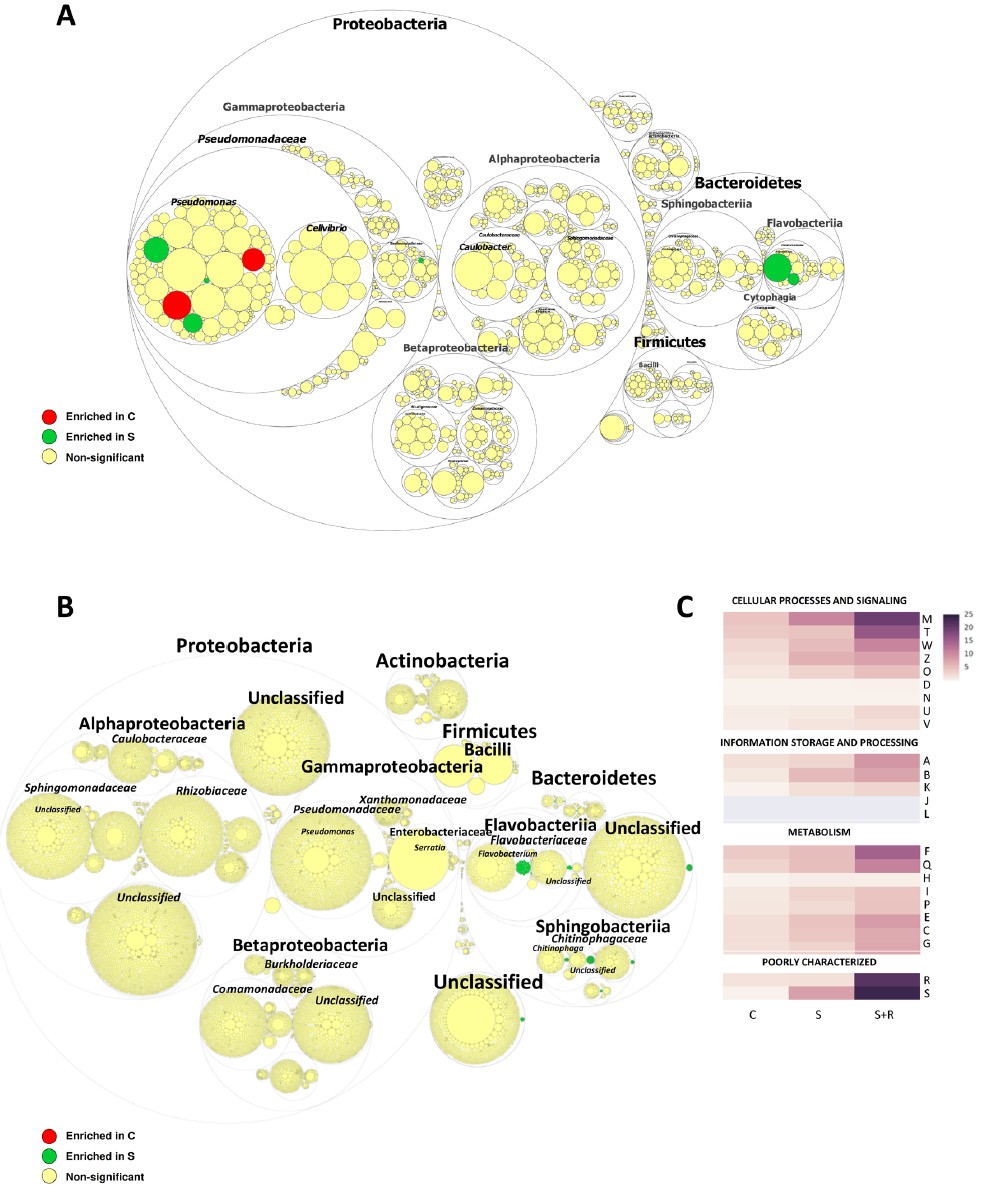 A
Proteobacteria
Gammaproteobacteria
Pseudomonadaceae
Alphaproteobacteria
Bacteroidetes
Sphingobacteriia
Pseudomonas
Cellvibrio
Flavobacteriia
Caulobacteraceae
Sphingomonadaceae
Caulobacter
Cytophagia
Firmicutes
Betaproteobacteria
Bacilli
Enriched in C
Enriched in S
Non-significant
B
Proteobacteria
Actinobacteria
Unclassified
Alphaproteobacteria
Caulobacteraceae
Firmicutes
Bacilli
Gammaproteobacteria
Bacteroidetes
Sphingomonadaceae
Rhizobiaceae
Xanthomonadaceae
Unclassified
Pseudomonadaceae
Pseudomonas
Enterobacteriaceae
Serratia
Flavobacteriia
Unclassified
Flavobacteriaceae
Flavobacterium
Unclassified
Unclassified
Unclassified
Sphingobacteriia
Chitinophagaceae
Chitinophaga
Unclassified
Betaproteobacteria
Burkholderiaceae
Comamonadaceae
Unclassified
Unclassified
Enriched in C
Enriched in S
Non-significant
C
CELLULAR PROCESSES AND SIGNALING
M
T
W
Z
O
D
N
U
V
25
20
15
10
5
INFORMATION STORAGE AND PROCESSING
A
B
K
J
L
METABOLISM
F
Q
H
I
P
E
C
G
POORLY CHARACTERIZED
R
S
C S S+R